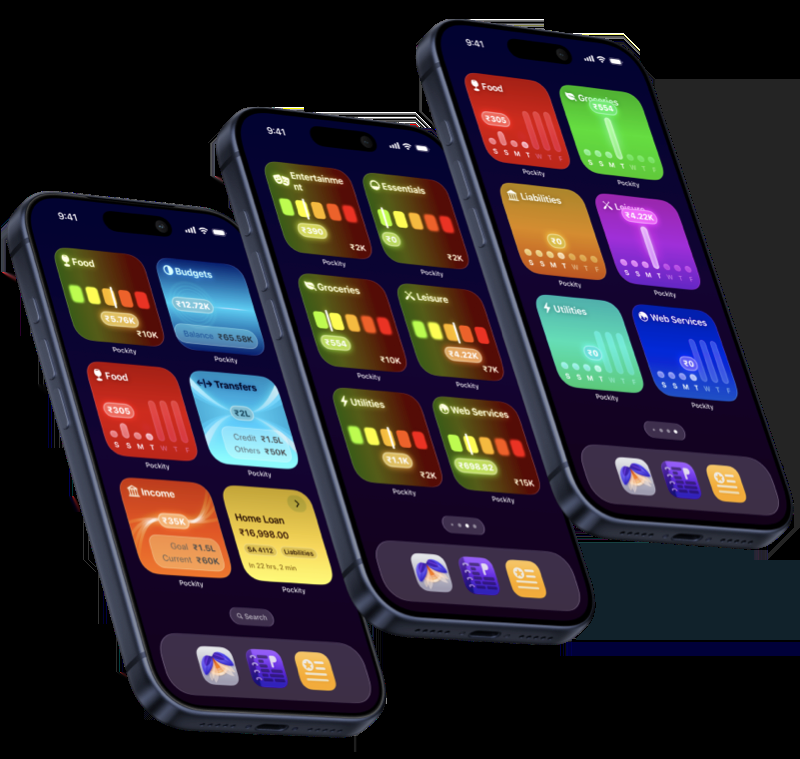 9:41
Food
₹5.76K
₹10K
Pockity
Budgets
₹12.72K
Balance ₹65.58K
Pockity
Food
₹305
S S M T W T F
Pockity
Transfers
₹2L
Credit ₹1.5L
Others ₹50K
Pockity
Income
₹35K
Goal ₹1.5L
Current ₹60K
Pockity
Home Loan
₹16,998.00
SA 4112 Liabilities
In 22 hrs, 2 min
Pockity
Search
9:41
Entertainme
nt
₹390
₹2K
Pockity
Essentials
₹0
₹2K
Pockity
Groceries
₹554
₹10K
Pockity
Leisure
₹4.22K
₹7K
Pockity
Utilities
₹1.1K
₹2K
Pockity
Web Services
₹698.82
₹15K
Pockity
9:41
Food
₹305
S S M T W T F
Pockity
Groceries
₹554
S S M T W T F
Pockity
Liabilities
₹0
S S M T W T F
Pockity
Leisure
₹4.22K
S S M T W T F
Pockity
Utilities
₹0
S S M T W T F
Pockity
Web Services
₹0
S S M T W T F
Pockity